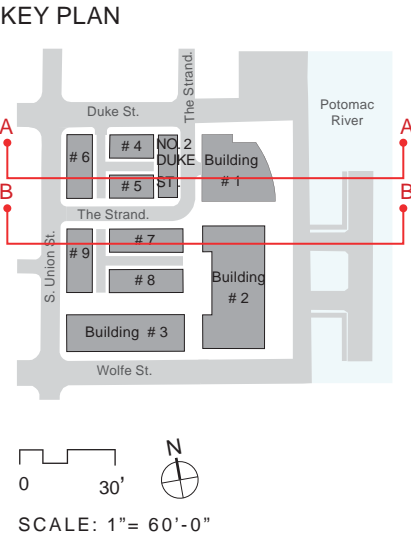 KEY PLAN
The Strand.
Duke St.
Potomac
River
A
A
# 6
# 4
NO. 2
DUKE
ST.
Building
# 1
# 5
B
B
The Strand.
S. Union St.
# 9
# 7
# 8
Building
# 2
Building # 3
Wolfe St.
N
0 30'
SCALE: 1"= 60'-0"